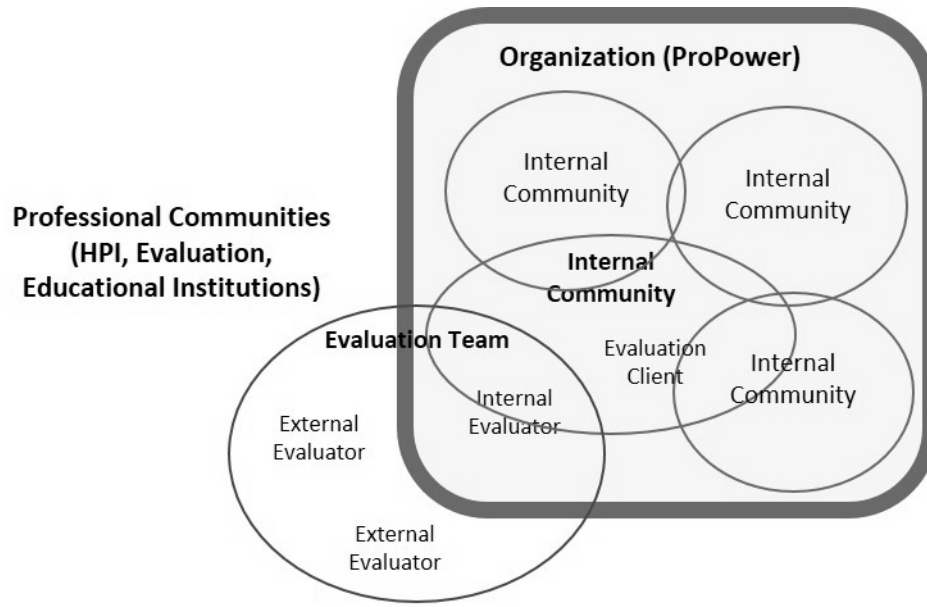 Organization (ProPower)
Internal
Community
Internal
Community
Professional Communities
(HPI, Evaluation,
Educational Institutions)
Internal
Community
Evaluation Team
Evaluation
Client
Internal
Community
Internal
Evaluator
External
Evaluator
External
Evaluator